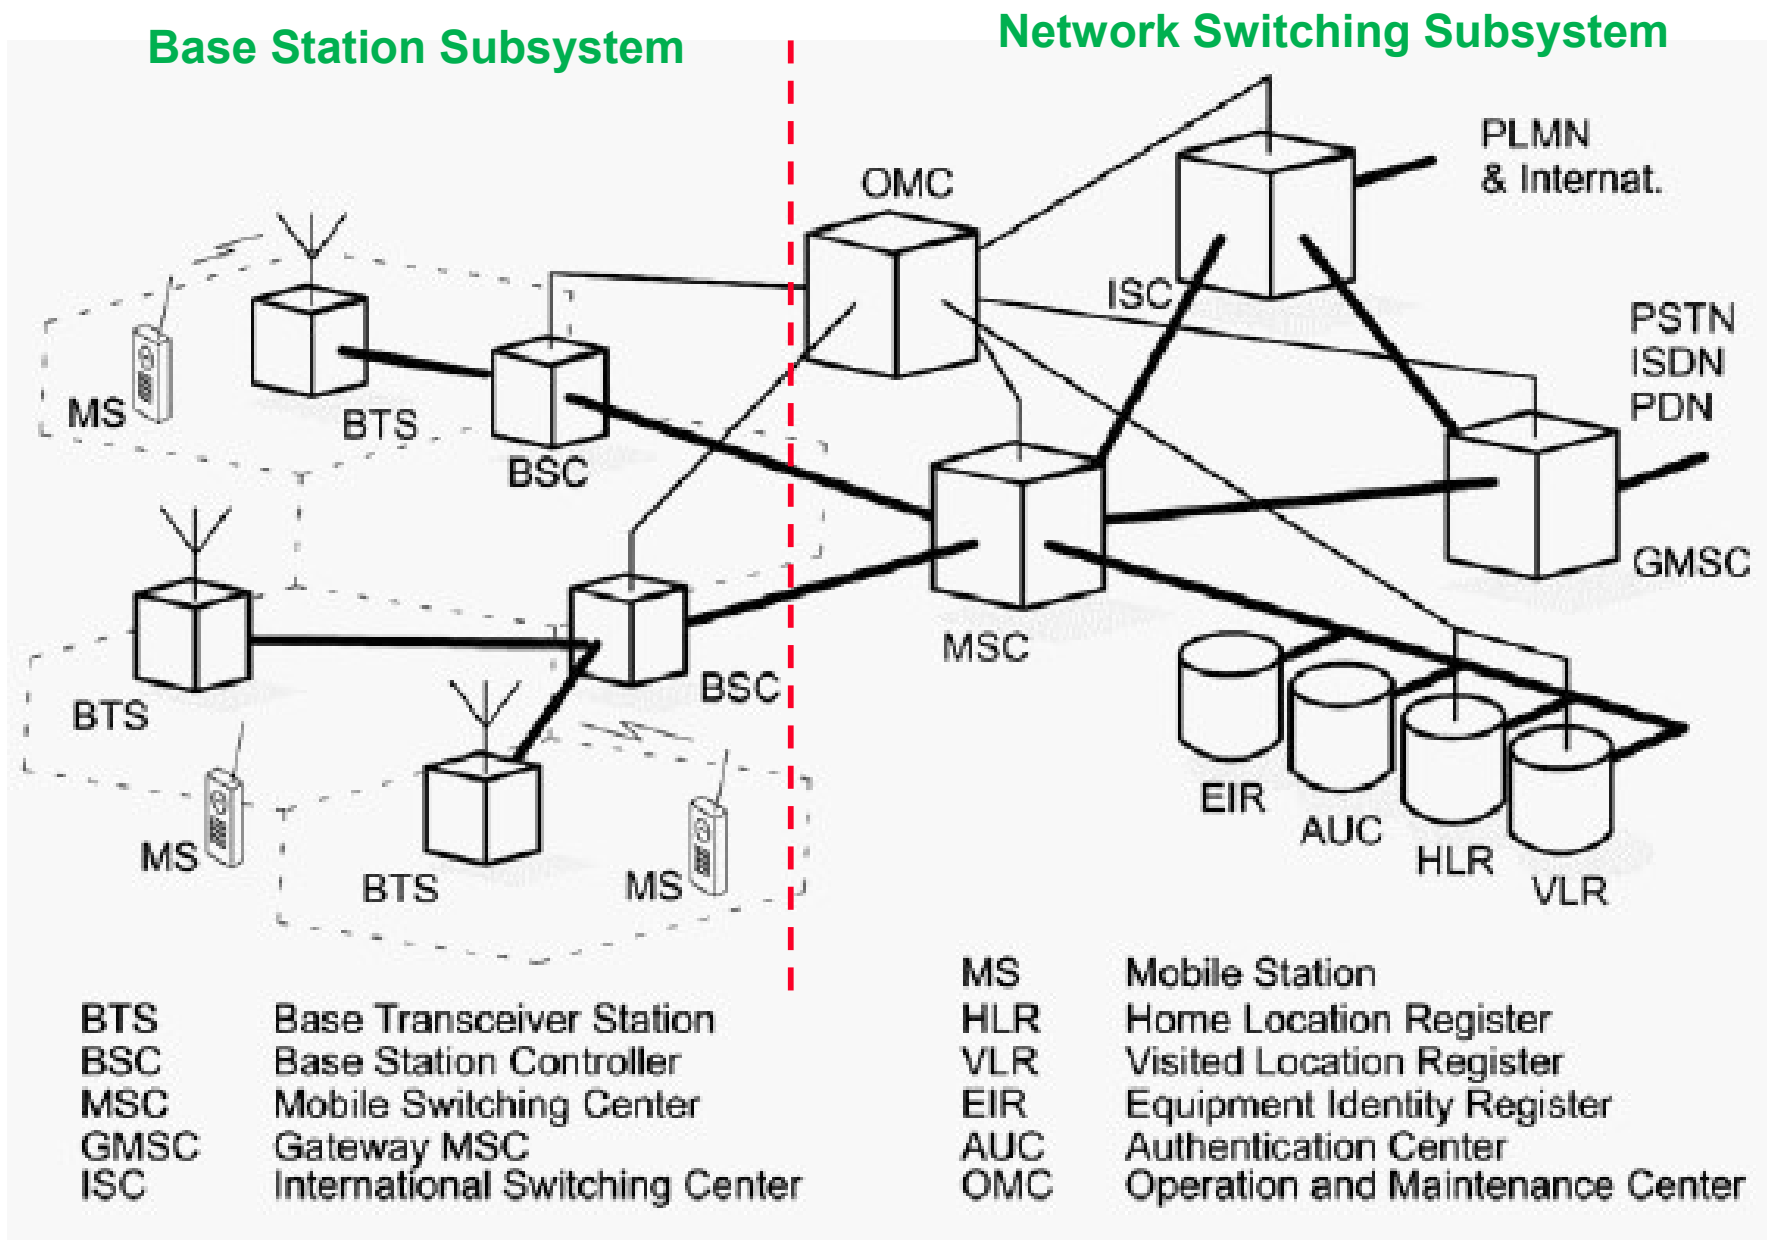 Base Station Subsystem
Network Switching Subsystem
PLMN
& Internat.
OMC
ISC
PSTN
ISDN
PDN
MS
BTS
BSC
GMSC
MSC
BTS
BSC
EIR
AUC
HLR
VLR
MS
BTS
MS
BTS Base Transceiver Station
BSC Base Station Controller
MSC Mobile Switching Center
GMSC Gateway MSC
ISC International Switching Center
MS Mobile Station
HLR Home Location Register
VLR Visited Location Register
EIR Equipment Identity Register
AUC Authentication Center
OMC Operation and Maintenance Center